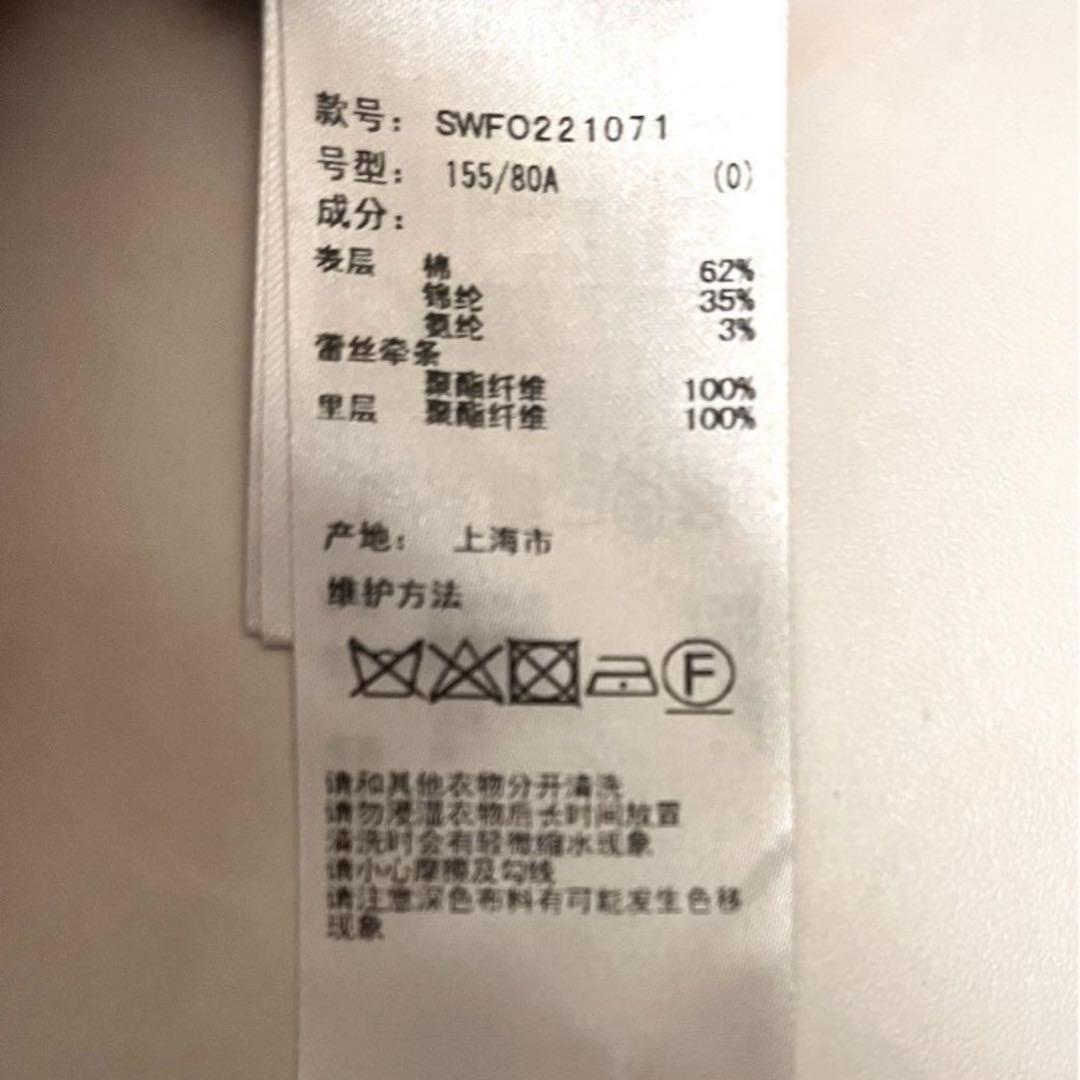 款号： SWFO221071
号型： 155/80A (0)
成分：
表层 棉 62%
锦纶 35%
氨纶 3%
蕾丝牵条
聚酯纤维 100%
里层 聚酯纤维 100%
产地： 上海市
维护方法
F
请和其他衣物分开清洗
请勿浸湿衣物后长时间放置
清洗时会有轻微缩水现象
请小心摩擦及勾线
请注意深色布料有可能发生色移
现象